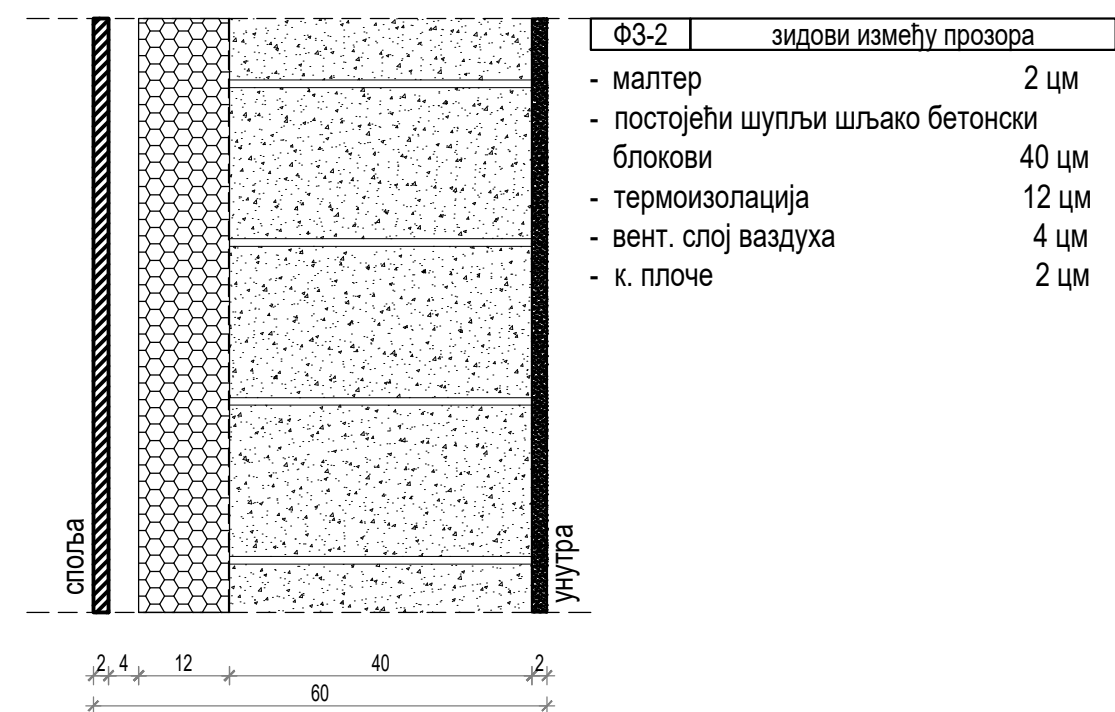 ФЗ-2 зидови између прозора
- малтер 2 цм
- постојећи шупљи шљако бетонски
блокови 40 цм
- термоизолација 12 цм
- вент. слој ваздуха 4 цм
- к. плоче 2 цм
споља
унутра
2 4 12 40 2
60